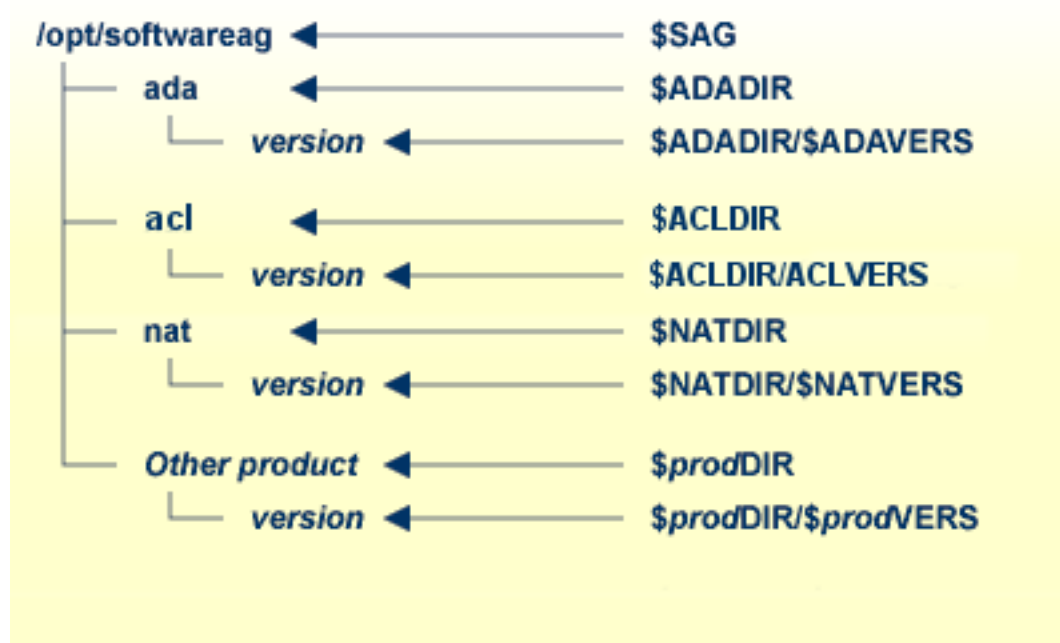 /opt/softwareag $SAG
ada $ADADIR
version $ADADIR/$ADAVERS
acl $ACLDIR
version $ACLDIR/ACLVERS
nat $NATDIR
version $NATDIR/$NATVERS
Other product $prodDIR
version $prodDIR/$prodVERS